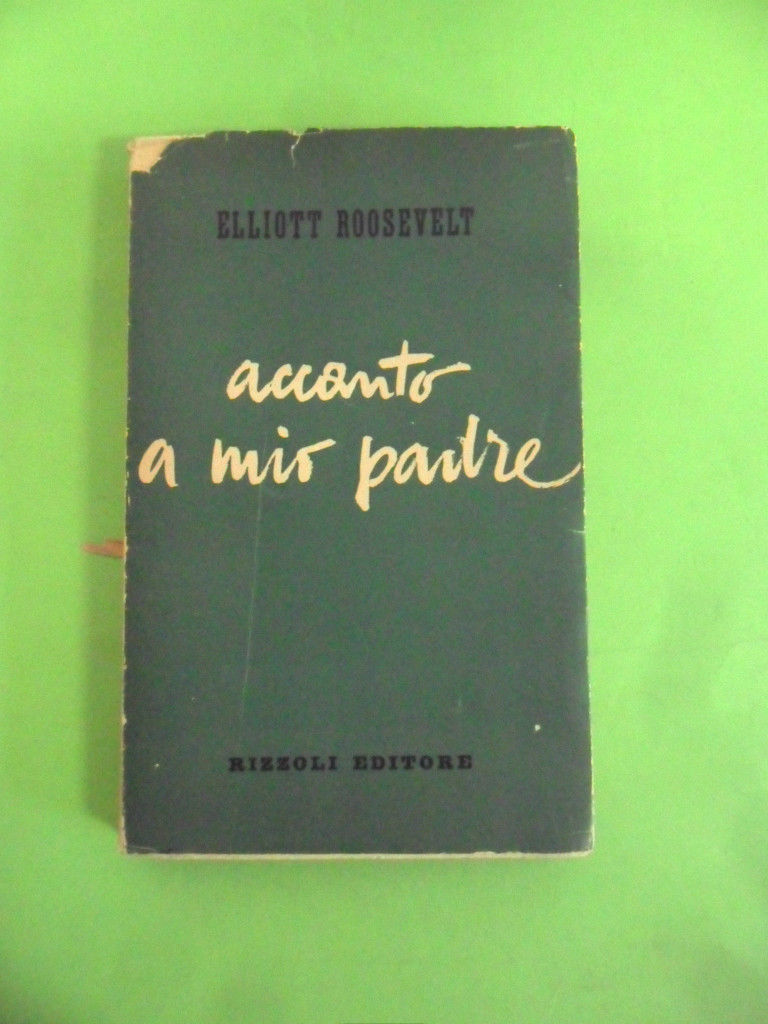 ELLIOTT ROOSEVELT
accanto
a mio padre
RIZZOLI EDITORE